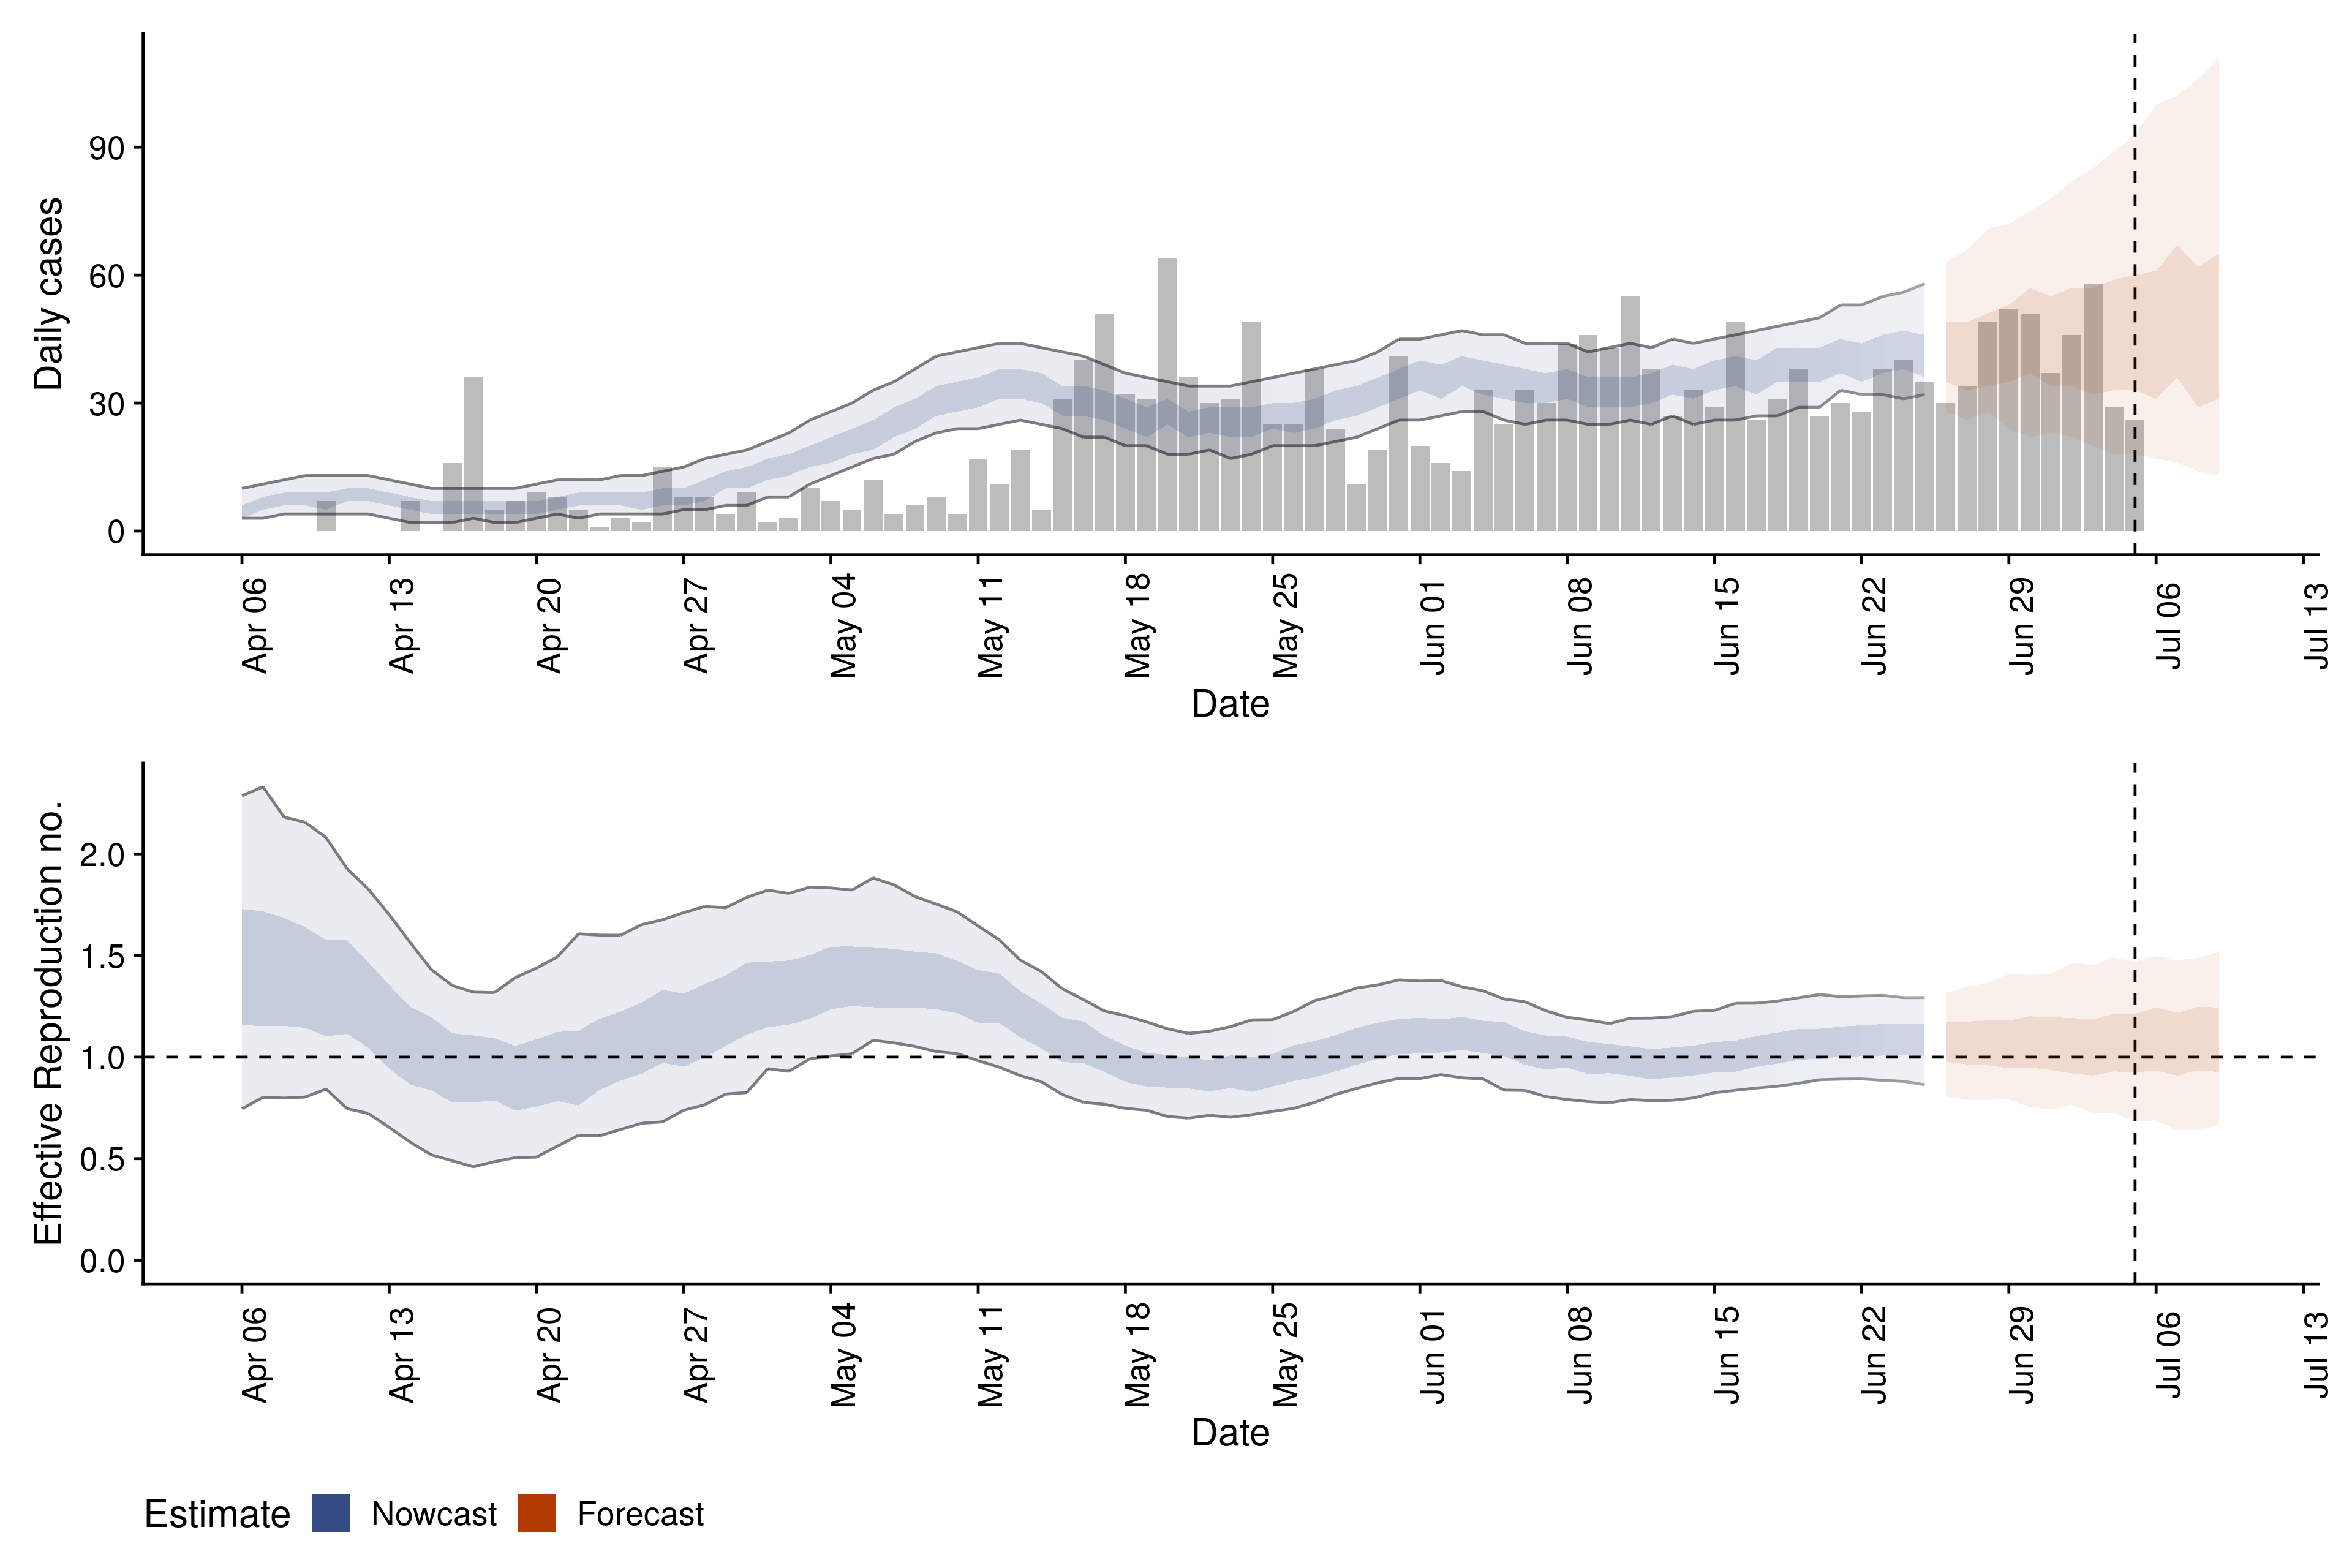 Daily cases
90
60
30
0
Apr 06 Apr 13 Apr 20 Apr 27 May 04 May 11 May 18 May 25 Jun 01 Jun 08 Jun 15 Jun 22 Jun 29 Jul 06 Jul 13
Date
Effective Reproduction no.
2.0
1.5
1.0
0.5
0.0
Apr 06 Apr 13 Apr 20 Apr 27 May 04 May 11 May 18 May 25 Jun 01 Jun 08 Jun 15 Jun 22 Jun 29 Jul 06 Jul 13
Date
Estimate Nowcast Forecast